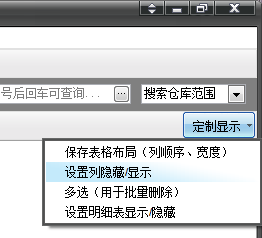 号后回车可查询...
搜索仓库范围
定制显示
保存表格布局（列顺序、宽度）
设置列隐藏/显示
多选（用于批量删除）
设置明细表显示/隐藏